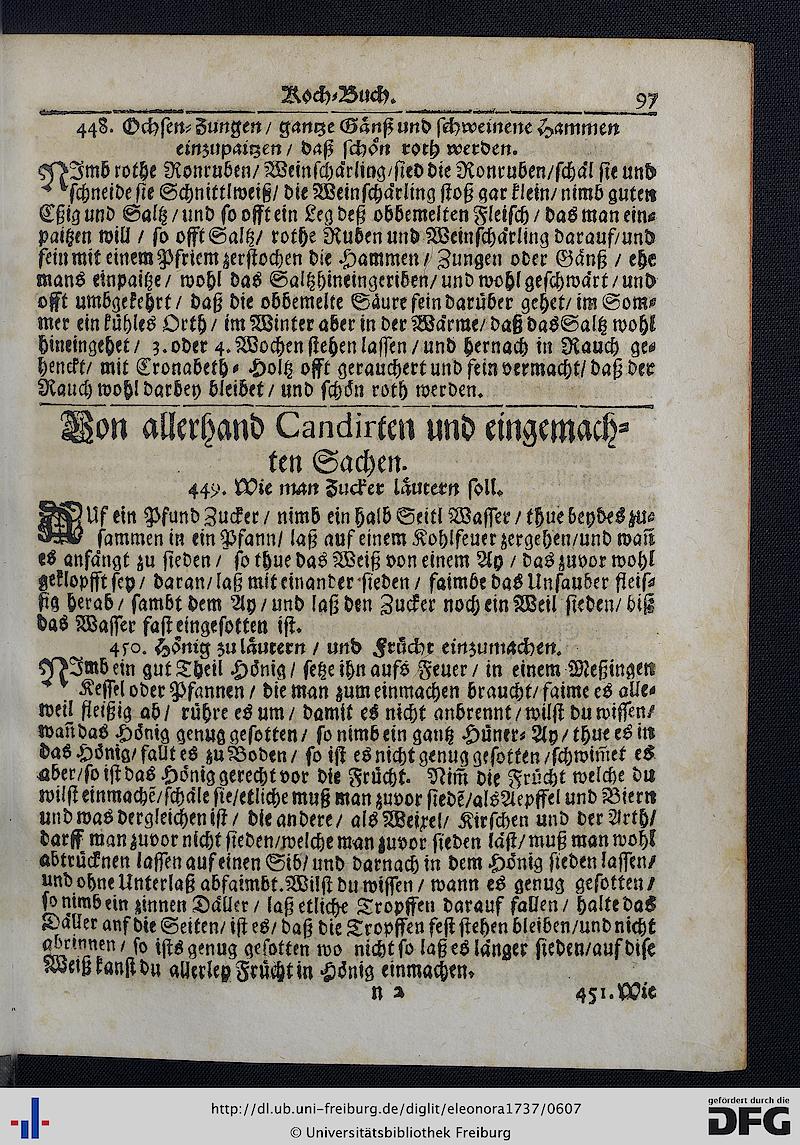 Koch-Buch. 97
448. Ochsen-Zungen / gantze Gänß und schweinene Hammen
einzupaitzen / daß schön roth werden.
NImb rothe Ronruben / Weinschärling / sied die Ronruben / schäl sie und
schneide sie Schnittlweiß / die Weinschärling stoß gar klein / nimb guten
Eßig und Saltz / und so offt ein Leg deß obbemelten Fleisch / das man ein-
paitzen will / so offt Saltz / rothe Ruben und Weinschärling darauf / und
fein mit einem Pfriem zerstochen die Hammen / Zungen oder Gänß / ehe
mans einpaitze / wohl das Saltz hineingeriben / und wohl geschwärt / und
offt umbgekehrt / daß die obbemelte Säure fein darüber gehet / im Som-
mer ein kühles Orth / im Winter aber in der Wärme / daß das Saltz wohl
hineingehet / 3. oder 4. Wochen stehen lassen / und hernach in Rauch ge-
henckt / mit Cronabeth-Holtz offt gerauchert und fein vermacht / daß der
Rauch wohl darbey bleibet / und schön roth werden.
Von allerhand Candirten und eingemach-
ten Sachen.
449. Wie man Zucker läutern soll.
AUf ein Pfund Zucker / nimb ein halb Seitl Wasser / thue beydes zu-
sammen in ein Pfann / laß auf einem Kohlfeuer zergehen / und wañ
es anfängt zu sieden / so thue das Weiß von einem Ay / das zuvor wohl
geklopfft sey / daran / laß mit einander sieden / faimbe das Unsauber fleis-
sig herab / sambt dem Ay / und laß den Zucker noch ein Weil sieden / biß
das Wasser fast eingesotten ist.
450. Hönig zu läutern / und Frücht einzumachen.
NImb ein gut Theil Hönig / setze ihn aufs Feuer / in einem Meßingen
Kessel oder Pfannen / die man zum einmachen braucht / faime es alle-
weil fleißig ab / rühre es um / damit es nicht anbrennt / wilst du wissen /
wañ das Hönig genug gesotten / so nimb ein gantz Hüner-Ay / thue es in
das Hönig / fallt es zu Boden / so ist es nicht genug gesotten / schwim̃et es
aber / so ist das Hönig gerecht vor die Frücht. Nim̃ die Frücht welche du
wilst einmachẽ / schäle sie / etliche muß man zuvor siedẽ / als Aepffel und Biern
und was dergleichen ist / die andere / als Weixel / Kirschen und der Arth /
darff man zuvor nicht sieden / welche man zuvor sieden läst / muß man wohl
abtrücknen lassen auf einen Sib / und darnach in dem Hönig sieden lassen /
und ohne Unterlaß abfaimbt. Wilst du wissen / wann es genug gesotten /
so nimb ein zinnen Däller / laß etliche Tropffen darauf fallen / halte das
Däller auf die Seiten / ist es / daß die Tropffen fest stehen bleiben / und nicht
abrinnen / so ists genug gesotten wo nicht so laß es länger sieden / auf dise
Weiß kanst du allerley Frücht in Hönig einmachen.
n 2 451. Wie
http://dl.ub.uni-freiburg.de/diglit/eleonora1737/0607
© Universitätsbibliothek Freiburg
gefördert durch die
DFG